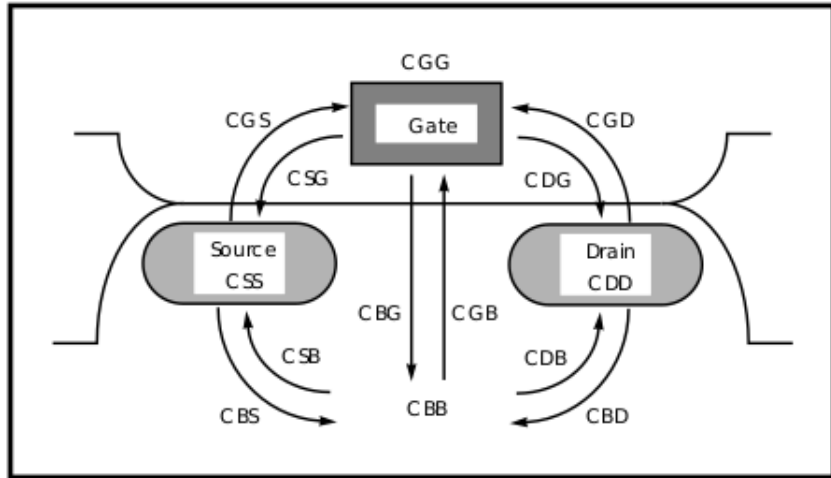 CGG
Gate
CGS
CGD
CSG
CDG
Source
CSS
Drain
CDD
CBG
CGB
CSB
CDB
CBS
CBB
CBD